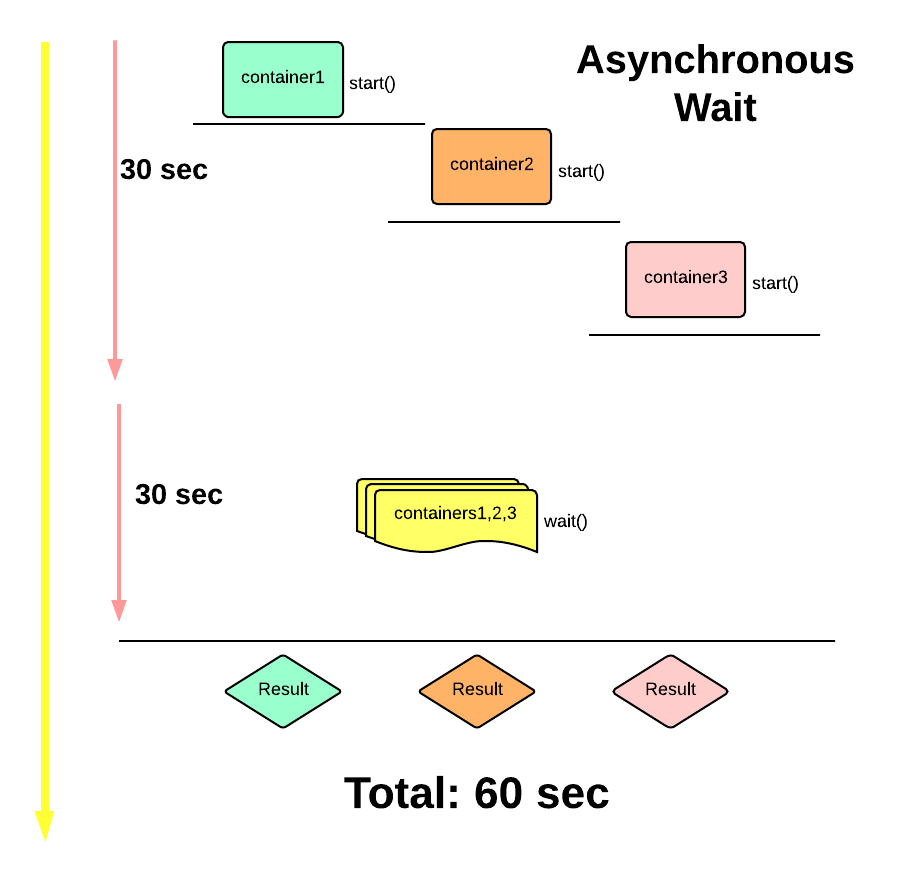 Asynchronous
Wait
container1
start()
30 sec
container2
start()
container3
start()
30 sec
containers1,2,3
wait()
Result
Result
Result
Total: 60 sec